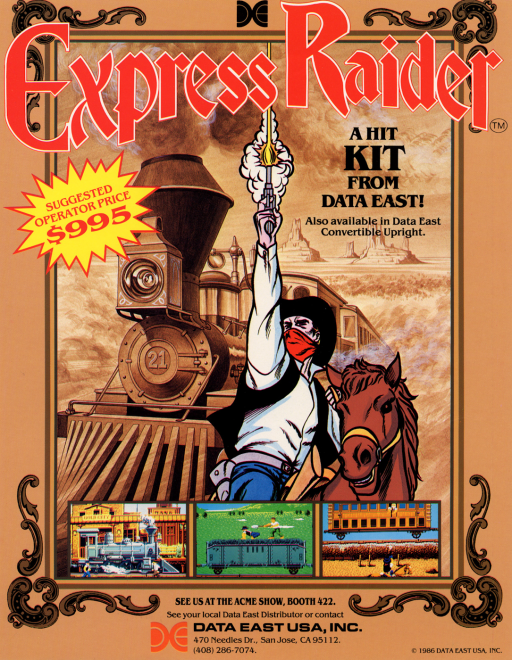 DE
Express Raider
TM
A HIT
KIT
FROM
DATA EAST!
Also available in Data East
Convertible Upright.
SUGGESTED
OPERATOR PRICE
$995
21
SEE US AT THE ACME SHOW, BOOTH 422.
See your local Data East Distributor or contact
DE
DATA EAST USA, INC.
470 Needles Dr., San Jose, CA 95112.
(408) 286-7074.
© 1986 DATA EAST USA, INC.